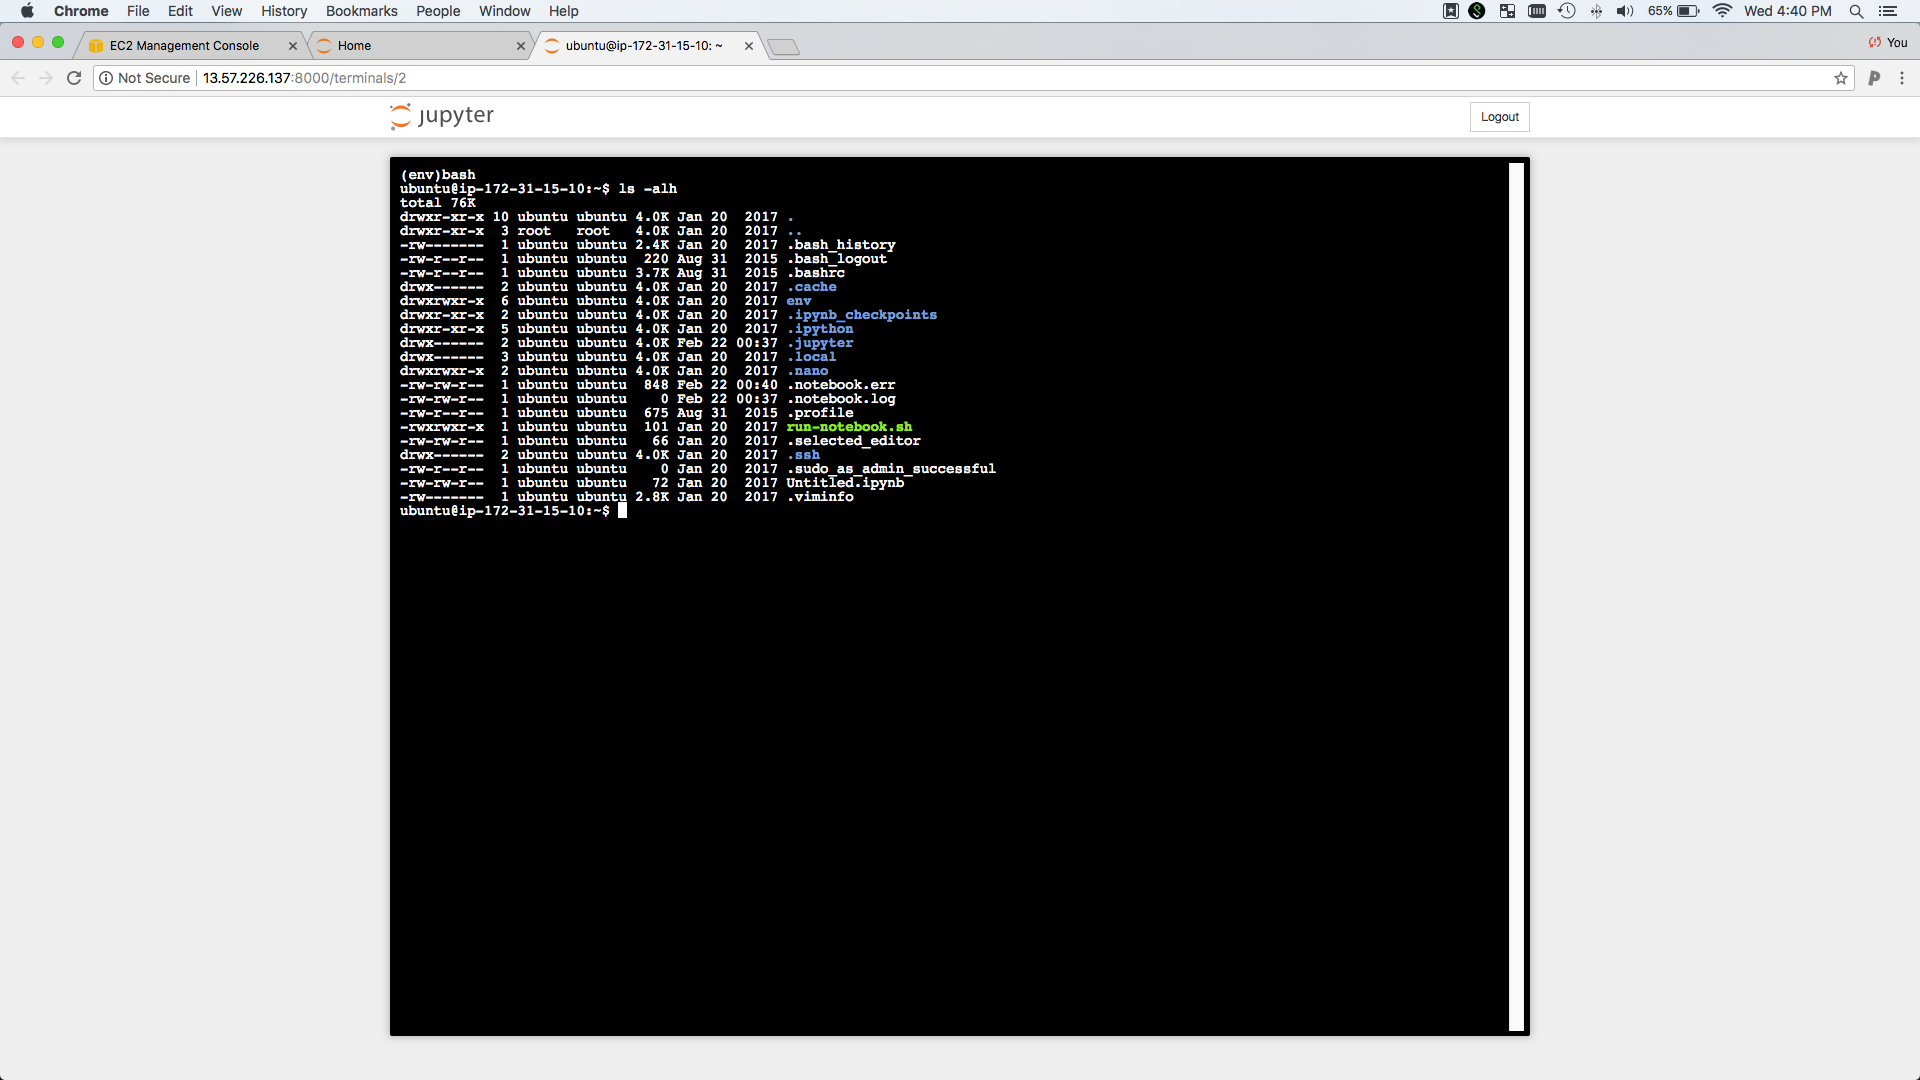 Chrome File Edit View History Bookmarks People Window Help 65% Wed 4:40 PM
EC2 Management Console Home ubuntu@ip-172-31-15-10: ~ You
Not Secure 13.57.226.137:8000/terminals/2
jupyter Logout
(env)bash
ubuntu@ip-172-31-15-10:~$ ls -alh
total 76K
drwxr-xr-x 10 ubuntu ubuntu 4.0K Jan 20  2017 .
drwxr-xr-x  3 root   root   4.0K Jan 20  2017 ..
-rw-------  1 ubuntu ubuntu 2.4K Jan 20  2017 .bash_history
-rw-r--r--  1 ubuntu ubuntu  220 Aug 31  2015 .bash_logout
-rw-r--r--  1 ubuntu ubuntu 3.7K Aug 31  2015 .bashrc
drwx------  2 ubuntu ubuntu 4.0K Jan 20  2017 .cache
drwxrwxr-x  6 ubuntu ubuntu 4.0K Jan 20  2017 env
drwxr-xr-x  2 ubuntu ubuntu 4.0K Jan 20  2017 .ipynb_checkpoints
drwxr-xr-x  5 ubuntu ubuntu 4.0K Jan 20  2017 .ipython
drwx------  2 ubuntu ubuntu 4.0K Feb 22 00:37 .jupyter
drwx------  3 ubuntu ubuntu 4.0K Jan 20  2017 .local
drwxrwxr-x  2 ubuntu ubuntu 4.0K Jan 20  2017 .nano
-rw-rw-r--  1 ubuntu ubuntu  848 Feb 22 00:40 .notebook.err
-rw-rw-r--  1 ubuntu ubuntu    0 Feb 22 00:37 .notebook.log
-rw-r--r--  1 ubuntu ubuntu  675 Aug 31  2015 .profile
-rwxrwxr-x  1 ubuntu ubuntu  101 Jan 20  2017 run-notebook.sh
-rw-rw-r--  1 ubuntu ubuntu   66 Jan 20  2017 .selected_editor
drwx------  2 ubuntu ubuntu 4.0K Jan 20  2017 .ssh
-rw-r--r--  1 ubuntu ubuntu    0 Jan 20  2017 .sudo_as_admin_successful
-rw-rw-r--  1 ubuntu ubuntu   72 Jan 20  2017 Untitled.ipynb
-rw-------  1 ubuntu ubuntu 2.8K Jan 20  2017 .viminfo
ubuntu@ip-172-31-15-10:~$